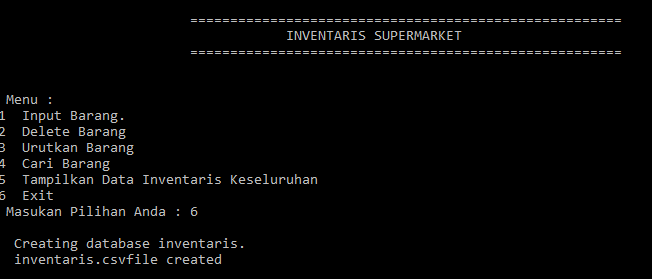 ======================================================
INVENTARIS SUPERMARKET
======================================================
Menu :
1 Input Barang.
2 Delete Barang
3 Urutkan Barang
4 Cari Barang
5 Tampilkan Data Inventaris Keseluruhan
6 Exit
Masukan Pilihan Anda : 6
Creating database inventaris.
inventaris.csvfile created